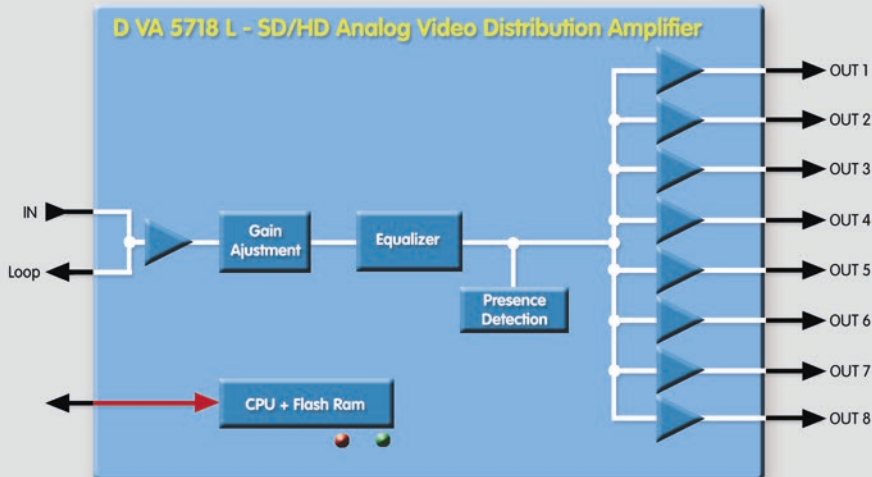 D VA 5718 L - SD/HD Analog Video Distribution Amplifier
OUT 1
OUT 2
OUT 3
IN
Gain
Ajustment
Equalizer
OUT 4
Loop
OUT 5
Presence
Detection
OUT 6
OUT 7
CPU + Flash Ram
OUT 8